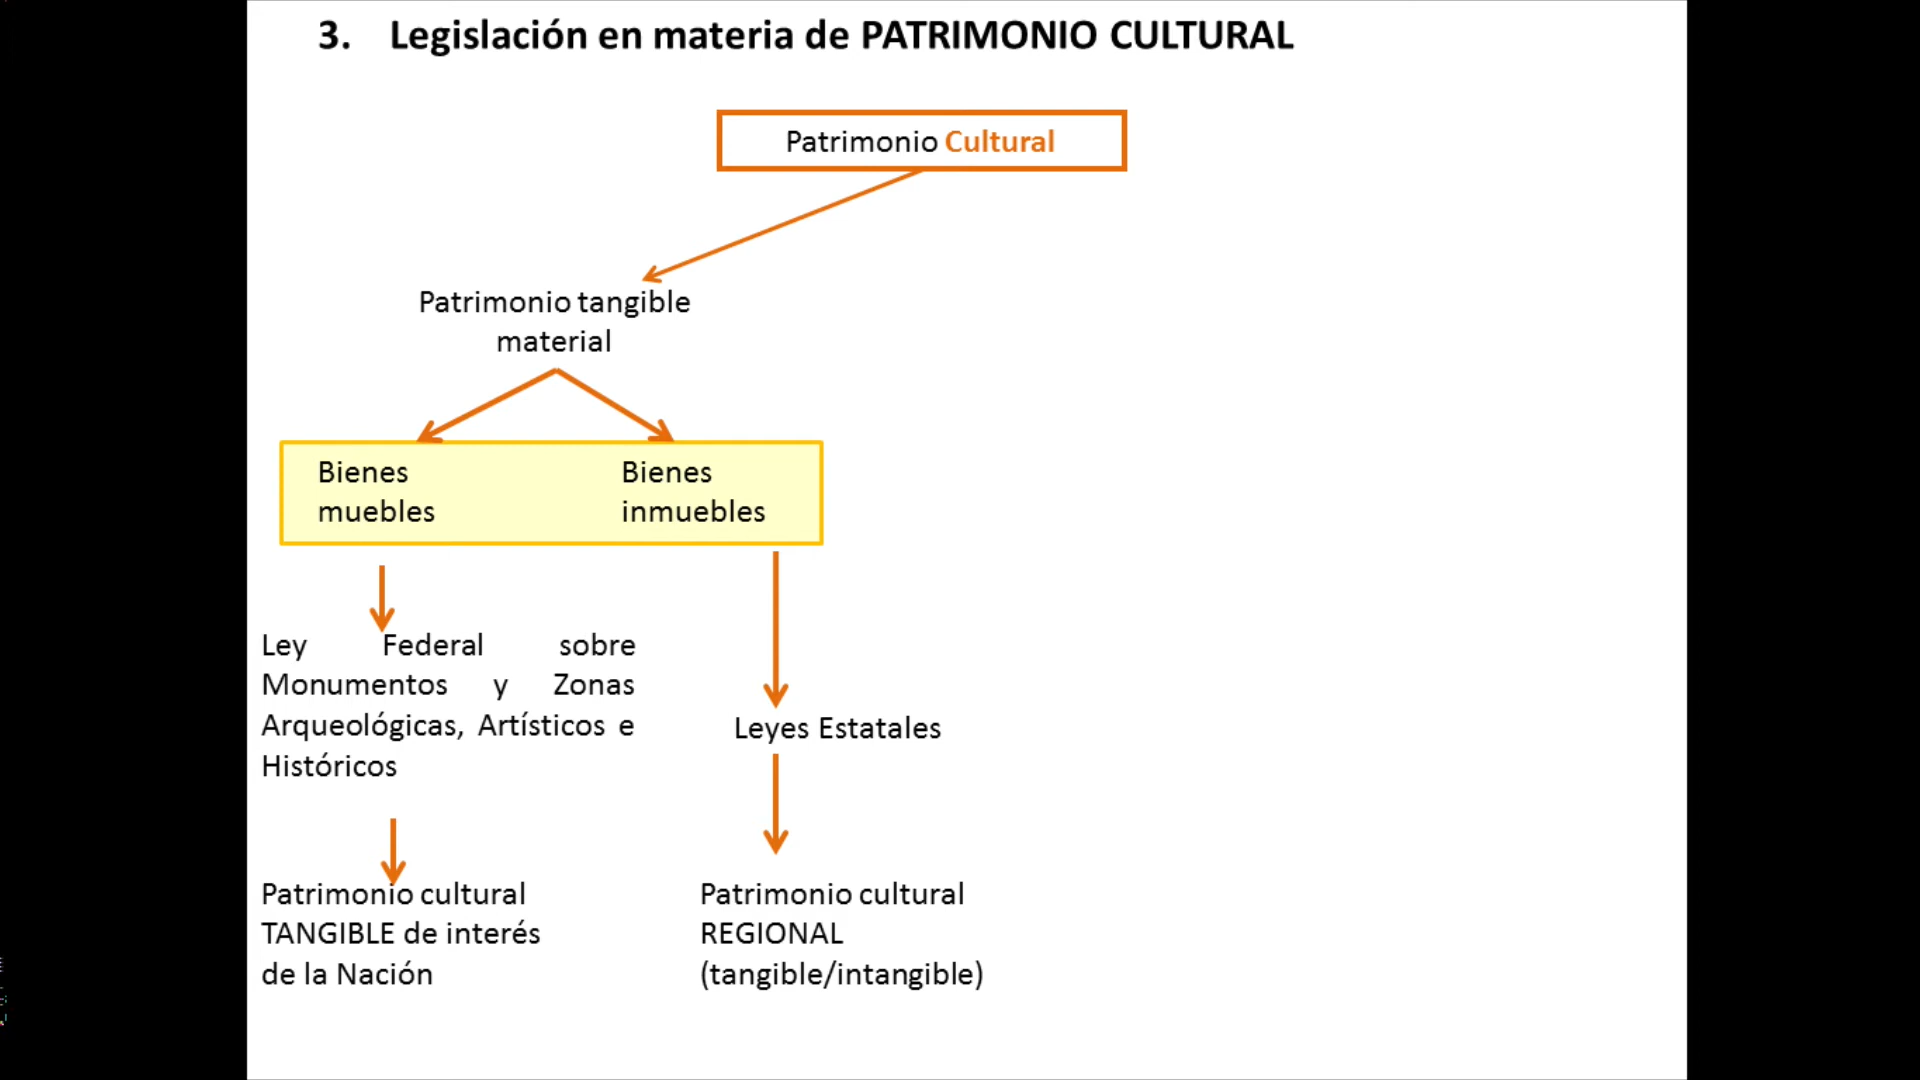 3. Legislación en materia de PATRIMONIO CULTURAL
Patrimonio Cultural
Patrimonio tangible
material
Bienes
muebles
Bienes
inmuebles
Ley Federal sobre
Monumentos y Zonas
Arqueológicas, Artísticos e
Históricos
Leyes Estatales
Patrimonio cultural
TANGIBLE de interés
de la Nación
Patrimonio cultural
REGIONAL
(tangible/intangible)